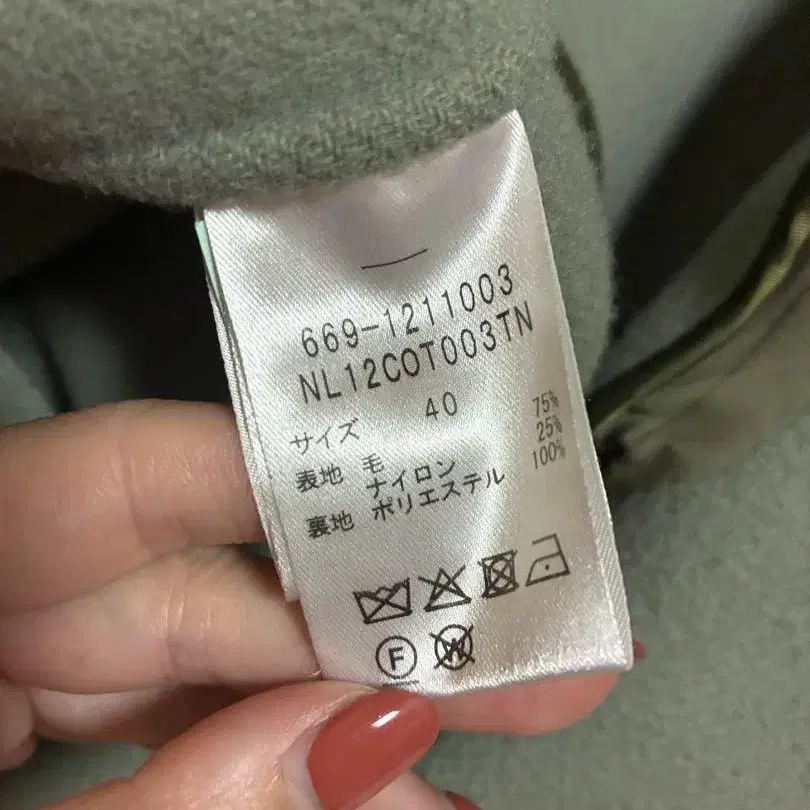 669-1211003
NL12COT003TN
サイズ 40
表地 毛 75%
ナイロン 25%
裏地 ポリエステル 100%
F W